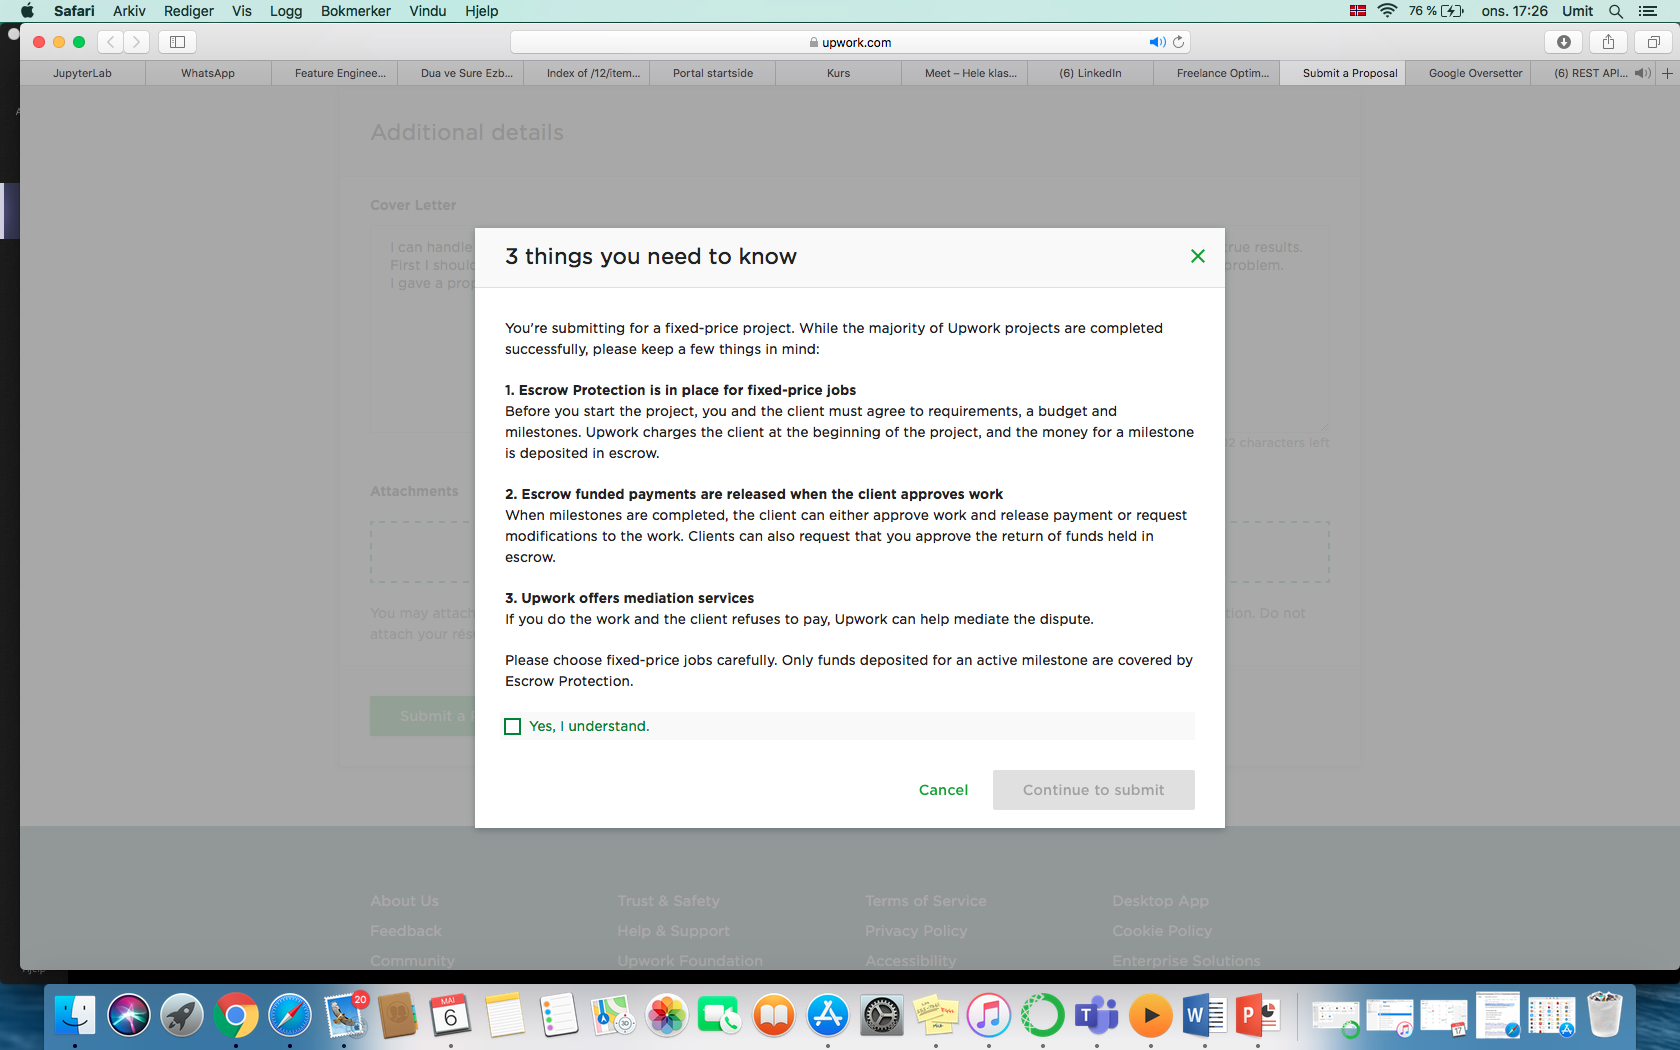 Safari Arkiv Rediger Vis Logg Bokmerker Vindu Hjelp 76 % ons. 17:26 Umit
upwork.com
JupyterLab WhatsApp Feature Enginee... Dua ve Sure Ezb... Index of /12/item... Portal startside Kurs Meet – Hele klas... (6) LinkedIn Freelance Optim... Submit a Proposal Google Oversetter (6) REST API...
Additional details
Cover Letter
I can handle true results.
First I should problem.
I gave a prop
3 things you need to know
You're submitting for a fixed-price project. While the majority of Upwork projects are completed
successfully, please keep a few things in mind:
1. Escrow Protection is in place for fixed-price jobs
Before you start the project, you and the client must agree to requirements, a budget and
milestones. Upwork charges the client at the beginning of the project, and the money for a milestone
is deposited in escrow.
characters left
2. Escrow funded payments are released when the client approves work
When milestones are completed, the client can either approve work and release payment or request
modifications to the work. Clients can also request that you approve the return of funds held in
escrow.
Attachments
3. Upwork offers mediation services
If you do the work and the client refuses to pay, Upwork can help mediate the dispute.
You may attach tion. Do not
attach your rés
Please choose fixed-price jobs carefully. Only funds deposited for an active milestone are covered by
Escrow Protection.
Submit a
Yes, I understand.
Cancel Continue to submit
About Us Trust & Safety Terms of Service Desktop App
Feedback Help & Support Privacy Policy Cookie Policy
Community Upwork Foundation Accessibility Enterprise Solutions
20
MAI
6
17